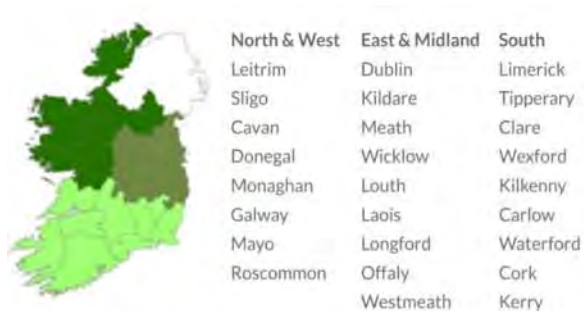 North & West East & Midland South
Leitrim Dublin Limerick
Sligo Kildare Tipperary
Cavan Meath Clare
Donegal Wicklow Wexford
Monaghan Louth Kilkenny
Galway Laois Carlow
Mayo Longford Waterford
Roscommon Offaly Cork
Westmeath Kerry